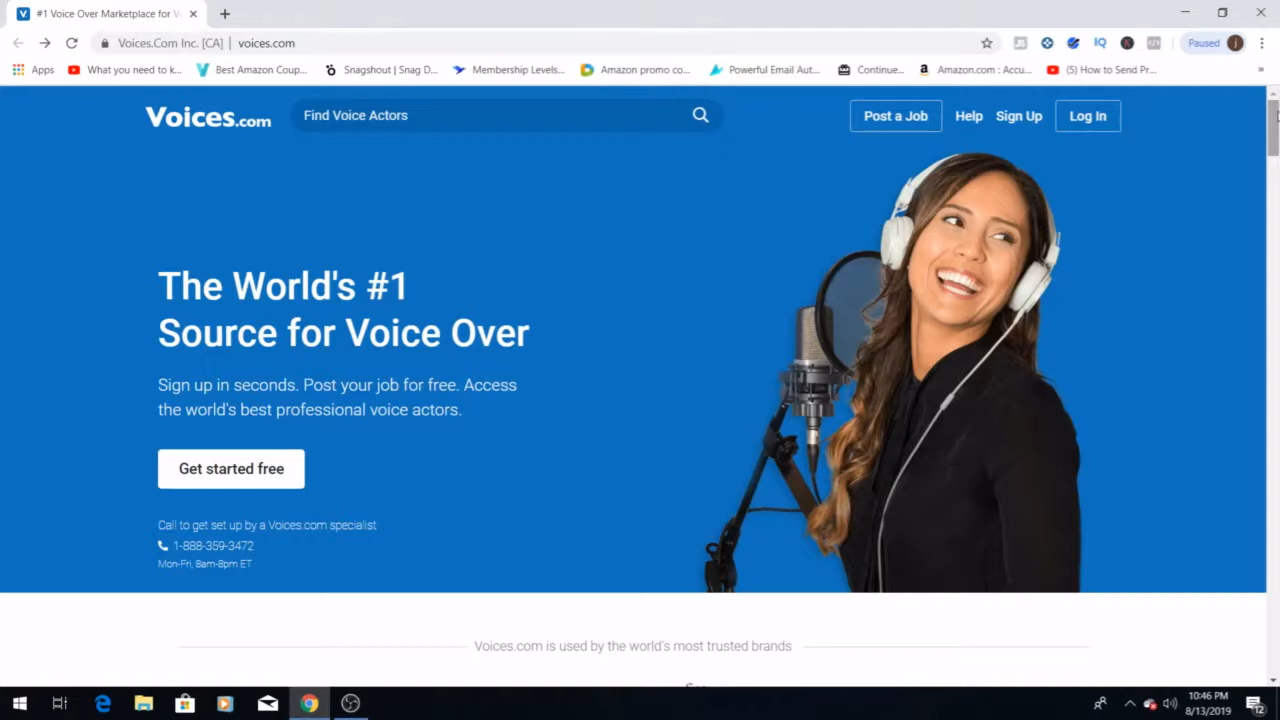 #1 Voice Over Marketplace for V
Voices.Com Inc. [CA] | voices.com
Paused
Apps
What you need to k...
Best Amazon Coup...
Snagshout | Snag D...
Membership Levels...
Amazon promo co...
Powerful Email Aut...
Continue...
Amazon.com : Accu...
(5) How to Send Pr...
Voices.com
Find Voice Actors
Post a Job
Help
Sign Up
Log In
The World's #1
Source for Voice Over
Sign up in seconds. Post your job for free. Access
the world's best professional voice actors.
Get started free
Call to get set up by a Voices.com specialist
1-888-359-3472
Mon-Fri, 8am-8pm ET
Voices.com is used by the world's most trusted brands
10:46 PM
8/13/2019
12